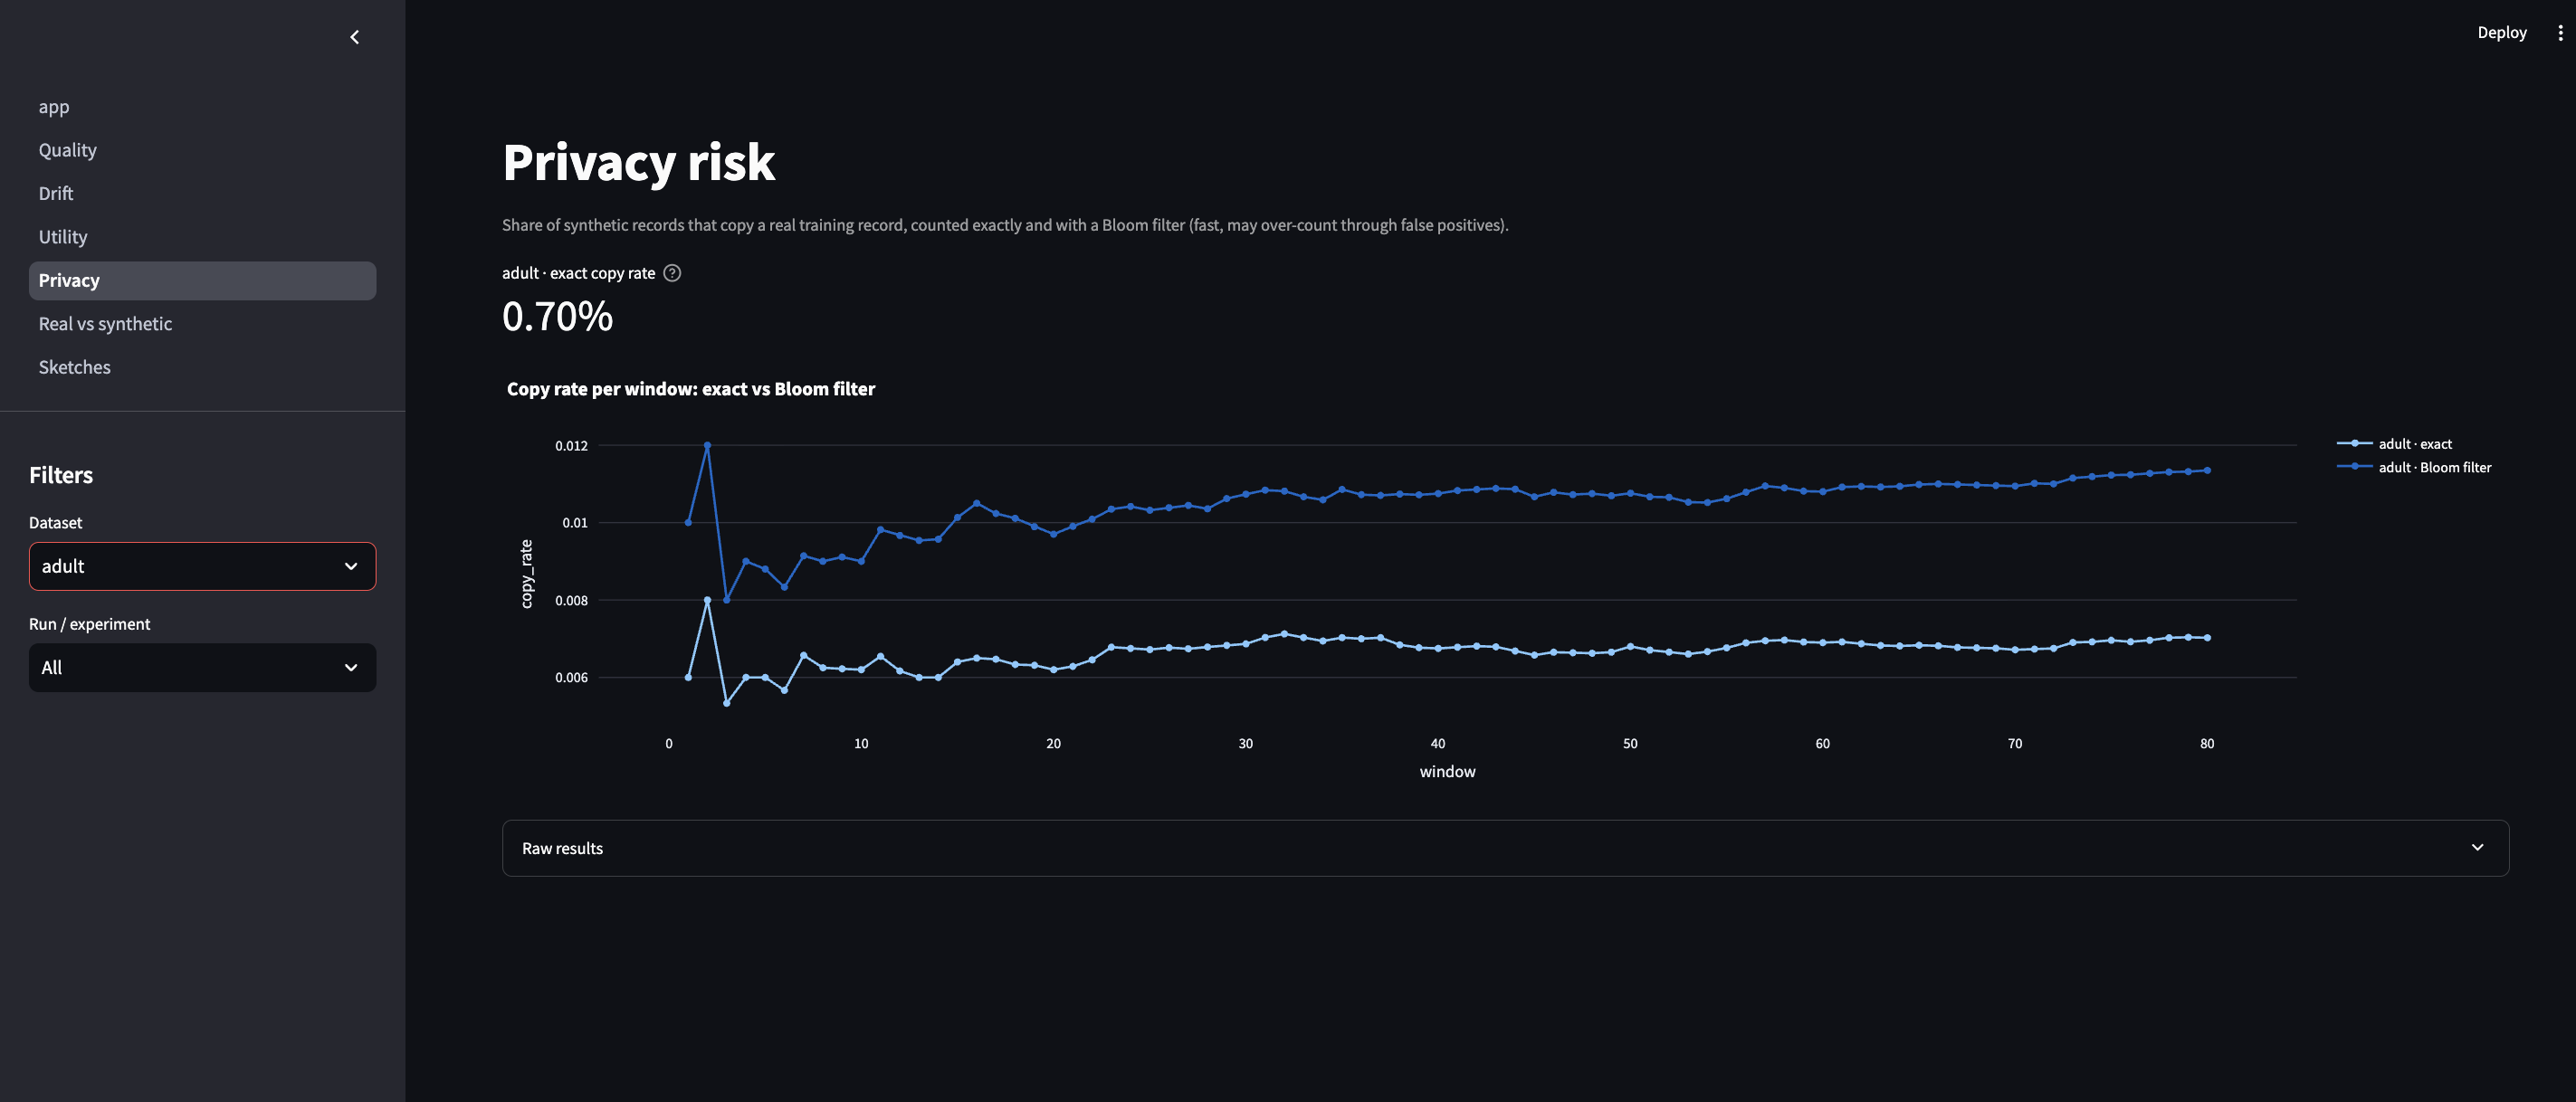 Deploy
app
Quality
Drift
Utility
Privacy
Real vs synthetic
Sketches
Filters
Dataset
adult
Run / experiment
All
Privacy risk
Share of synthetic records that copy a real training record, counted exactly and with a Bloom filter (fast, may over-count through false positives).
adult · exact copy rate ?
0.70%
Copy rate per window: exact vs Bloom filter
adult · exact
adult · Bloom filter
copy_rate
0.012
0.01
0.008
0.006
0 10 20 30 40 50 60 70 80
window
Raw results